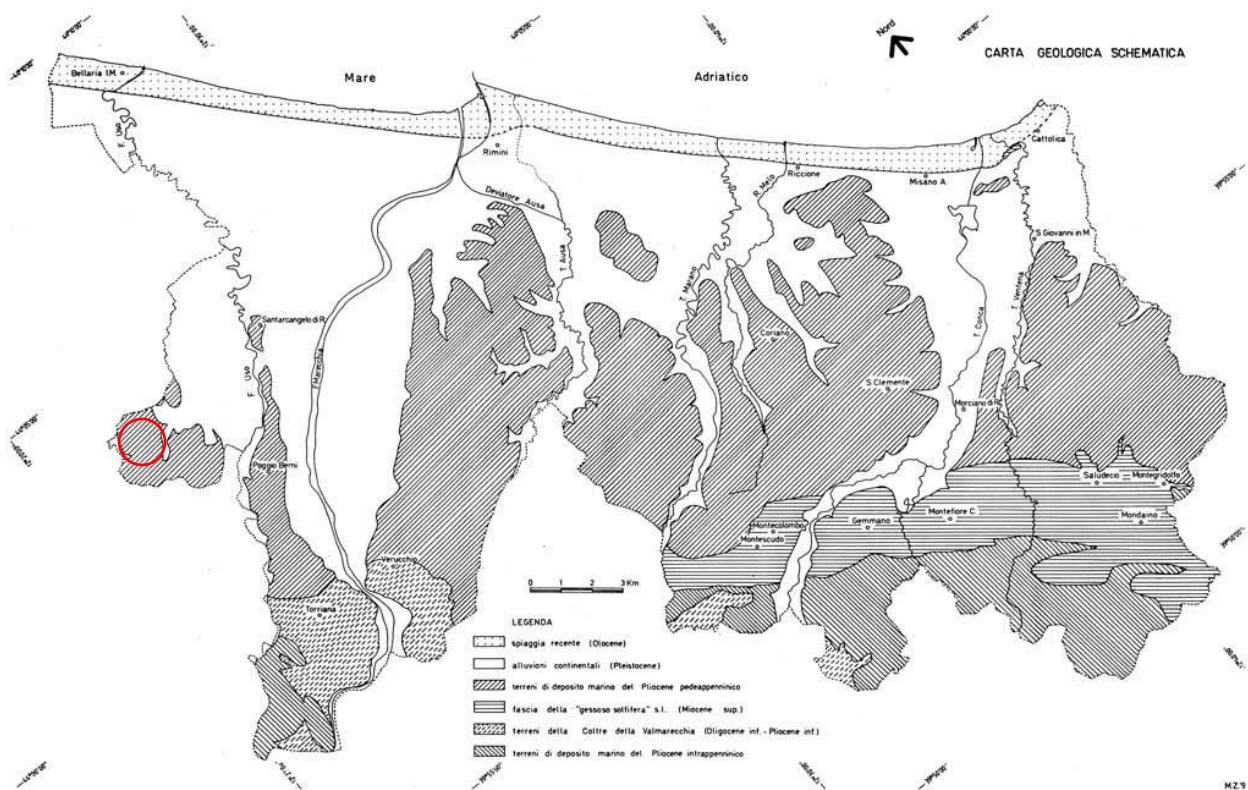 Nord
CARTA GEOLOGICA SCHEMATICA
Mare
Adriatico
Bellaria I.M.
F. Uso
Rimini
Cattolica
Riccione
Misano A.
R. Melo
Deviatore Ausa
T. Ausa
S. Giovanni in M.
T. Marano
T. Ventena
T. Conca
Santarcangelo di R.
Coriano
F. Marecchia
F. Uso
S. Clemente
Morciano di R.
Poggio Berni
Saludecio
Montegridolfo
Montefiore C.
Mondaino
Montecolombo
Gemmano
Montescudo
Verucchio
Torriana
0 1 2 3 Km
LEGENDA
spiaggia recente (Olocene)
alluvioni continentali (Pleistocene)
terreni di deposito marino del Pliocene pedeappenninico
fascia della "gessoso solfifera" s.l. (Miocene sup.)
terreni della Coltre della Valmarecchia (Oligocene inf. - Pliocene inf.)
terreni di deposito marino del Pliocene intrappenninico